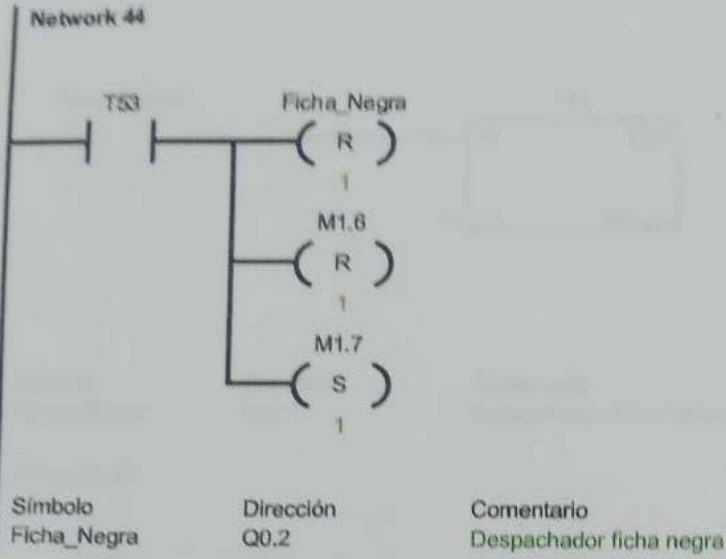 Network 44
T53
Ficha_Negra
R
1
M1.6
R
1
M1.7
S
1
Símbolo Dirección Comentario
Ficha_Negra Q0.2 Despachador ficha negra